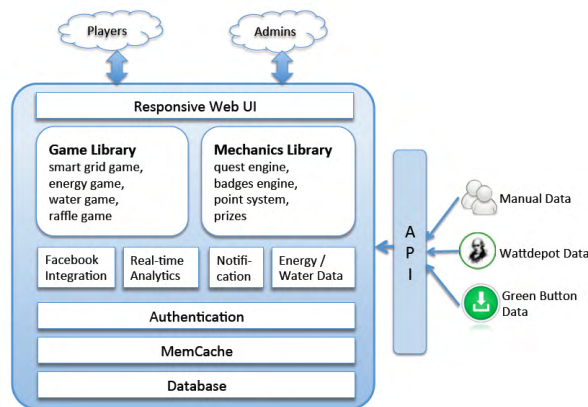 Players
Admins
Responsive Web UI
Game Library
smart grid game,
energy game,
water game,
raffle game
Mechanics Library
quest engine,
badges engine,
point system,
prizes
Facebook
Integration
Real-time
Analytics
Notifi-
cation
Energy /
Water Data
Authentication
MemCache
Database
A
P
I
Manual Data
Wattdepot Data
Green Button
Data